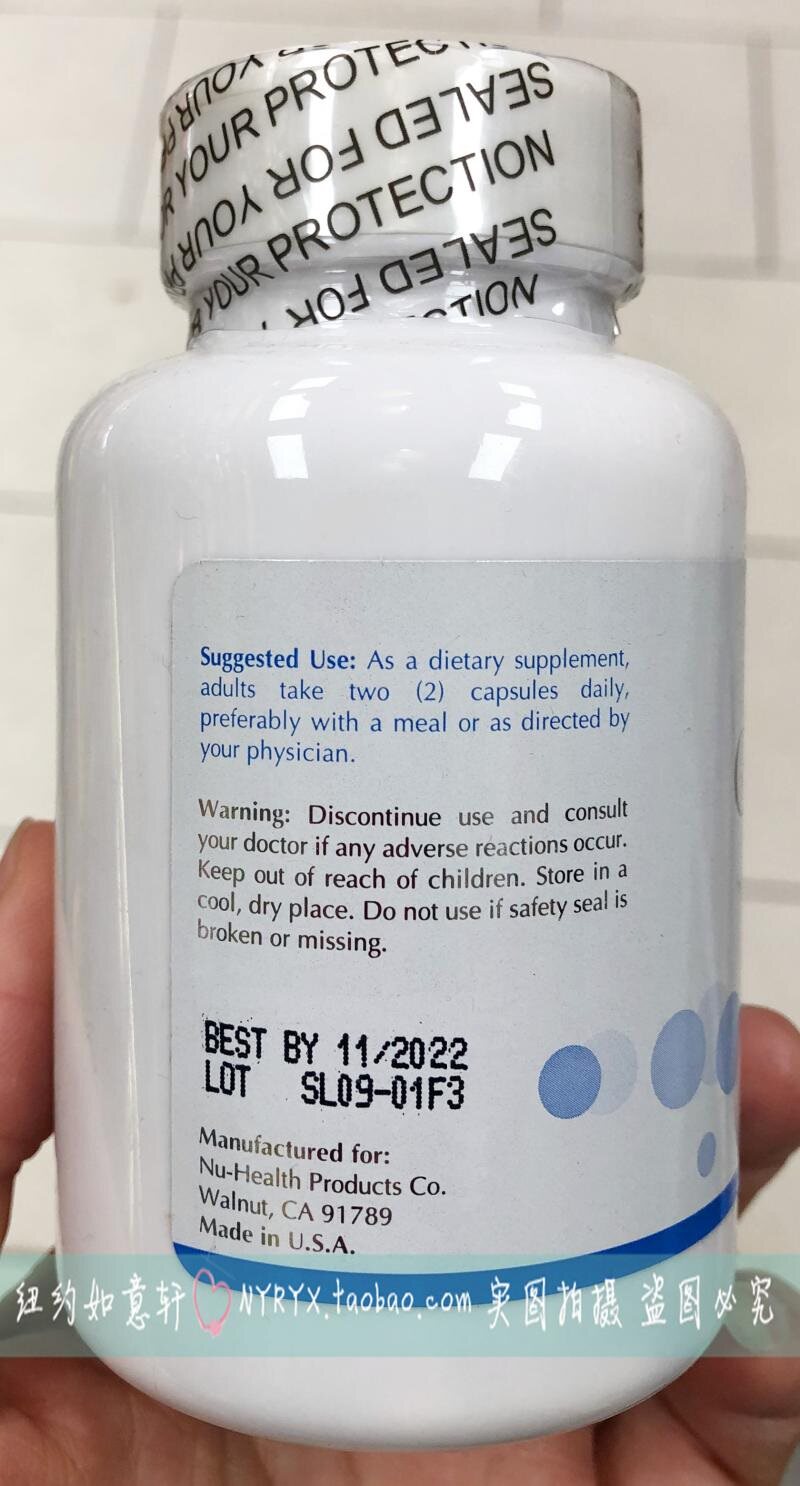 YOUR PROTEC
SEALED FOR YOUR
YOUR PROTECTION
SEALED FOR
CTION
Suggested Use: As a dietary supplement,
adults take two (2) capsules daily,
preferably with a meal or as directed by
your physician.
Warning: Discontinue use and consult
your doctor if any adverse reactions occur.
Keep out of reach of children. Store in a
cool, dry place. Do not use if safety seal is
broken or missing.
BEST BY 11/2022
LOT SL09-01F3
Manufactured for:
Nu-Health Products Co.
Walnut, CA 91789
Made in U.S.A.
纽约如意轩 NYRYX.taobao.com 实图拍摄 盗图必究